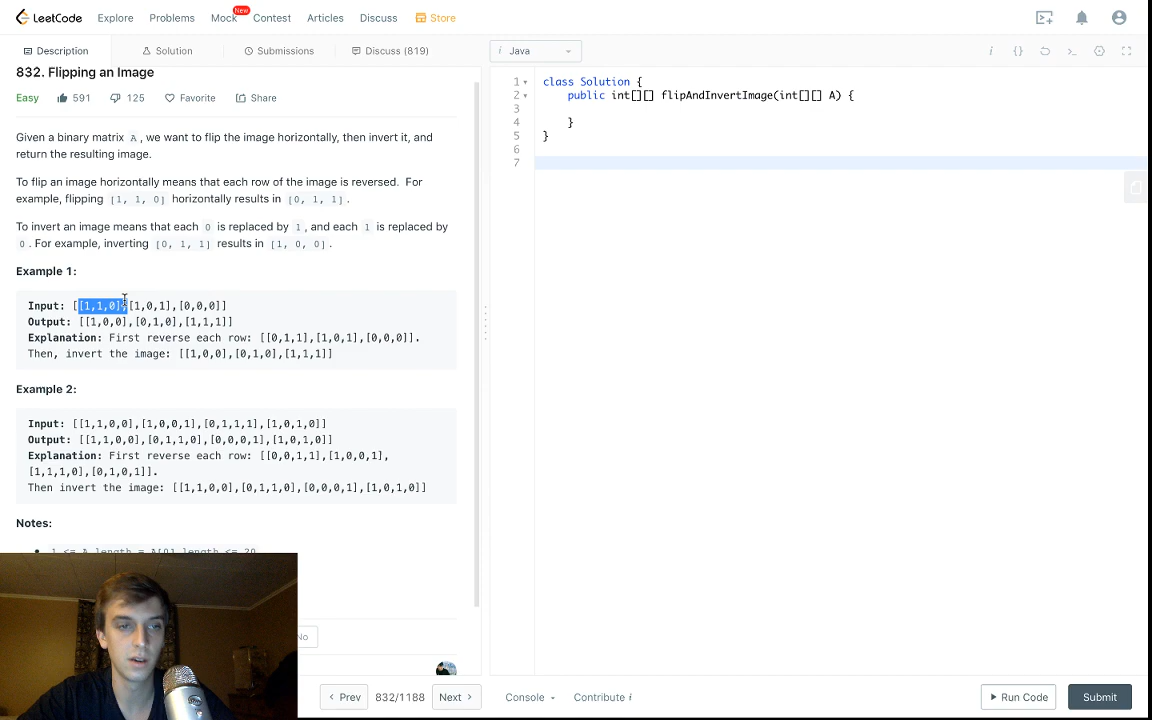 LeetCode Explore Problems Mock New Contest Articles Discuss Store
Description Solution Submissions Discuss (819)
i Java
832. Flipping an Image
Easy 591 125 Favorite Share
Given a binary matrix A , we want to flip the image horizontally, then invert it, and
return the resulting image.
To flip an image horizontally means that each row of the image is reversed. For
example, flipping [1, 1, 0] horizontally results in [0, 1, 1] .
To invert an image means that each 0 is replaced by 1 , and each 1 is replaced by
0 . For example, inverting [0, 1, 1] results in [1, 0, 0] .
Example 1:
Input: [[1,1,0],[1,0,1],[0,0,0]]
Output: [[1,0,0],[0,1,0],[1,1,1]]
Explanation: First reverse each row: [[0,1,1],[1,0,1],[0,0,0]].
Then, invert the image: [[1,0,0],[0,1,0],[1,1,1]]
Example 2:
Input: [[1,1,0,0],[1,0,0,1],[0,1,1,1],[1,0,1,0]]
Output: [[1,1,0,0],[0,1,1,0],[0,0,0,1],[1,0,1,0]]
Explanation: First reverse each row: [[0,0,1,1],[1,0,0,1],
[1,1,1,0],[0,1,0,1]].
Then invert the image: [[1,1,0,0],[0,1,1,0],[0,0,0,1],[1,0,1,0]]
Notes:
1 <= A.length = A[0].length <= 20
No
Prev 832/1188 Next
1 class Solution {
2 public int[][] flipAndInvertImage(int[][] A) {
3
4 }
5 }
6
7
Console Contribute i
Run Code Submit